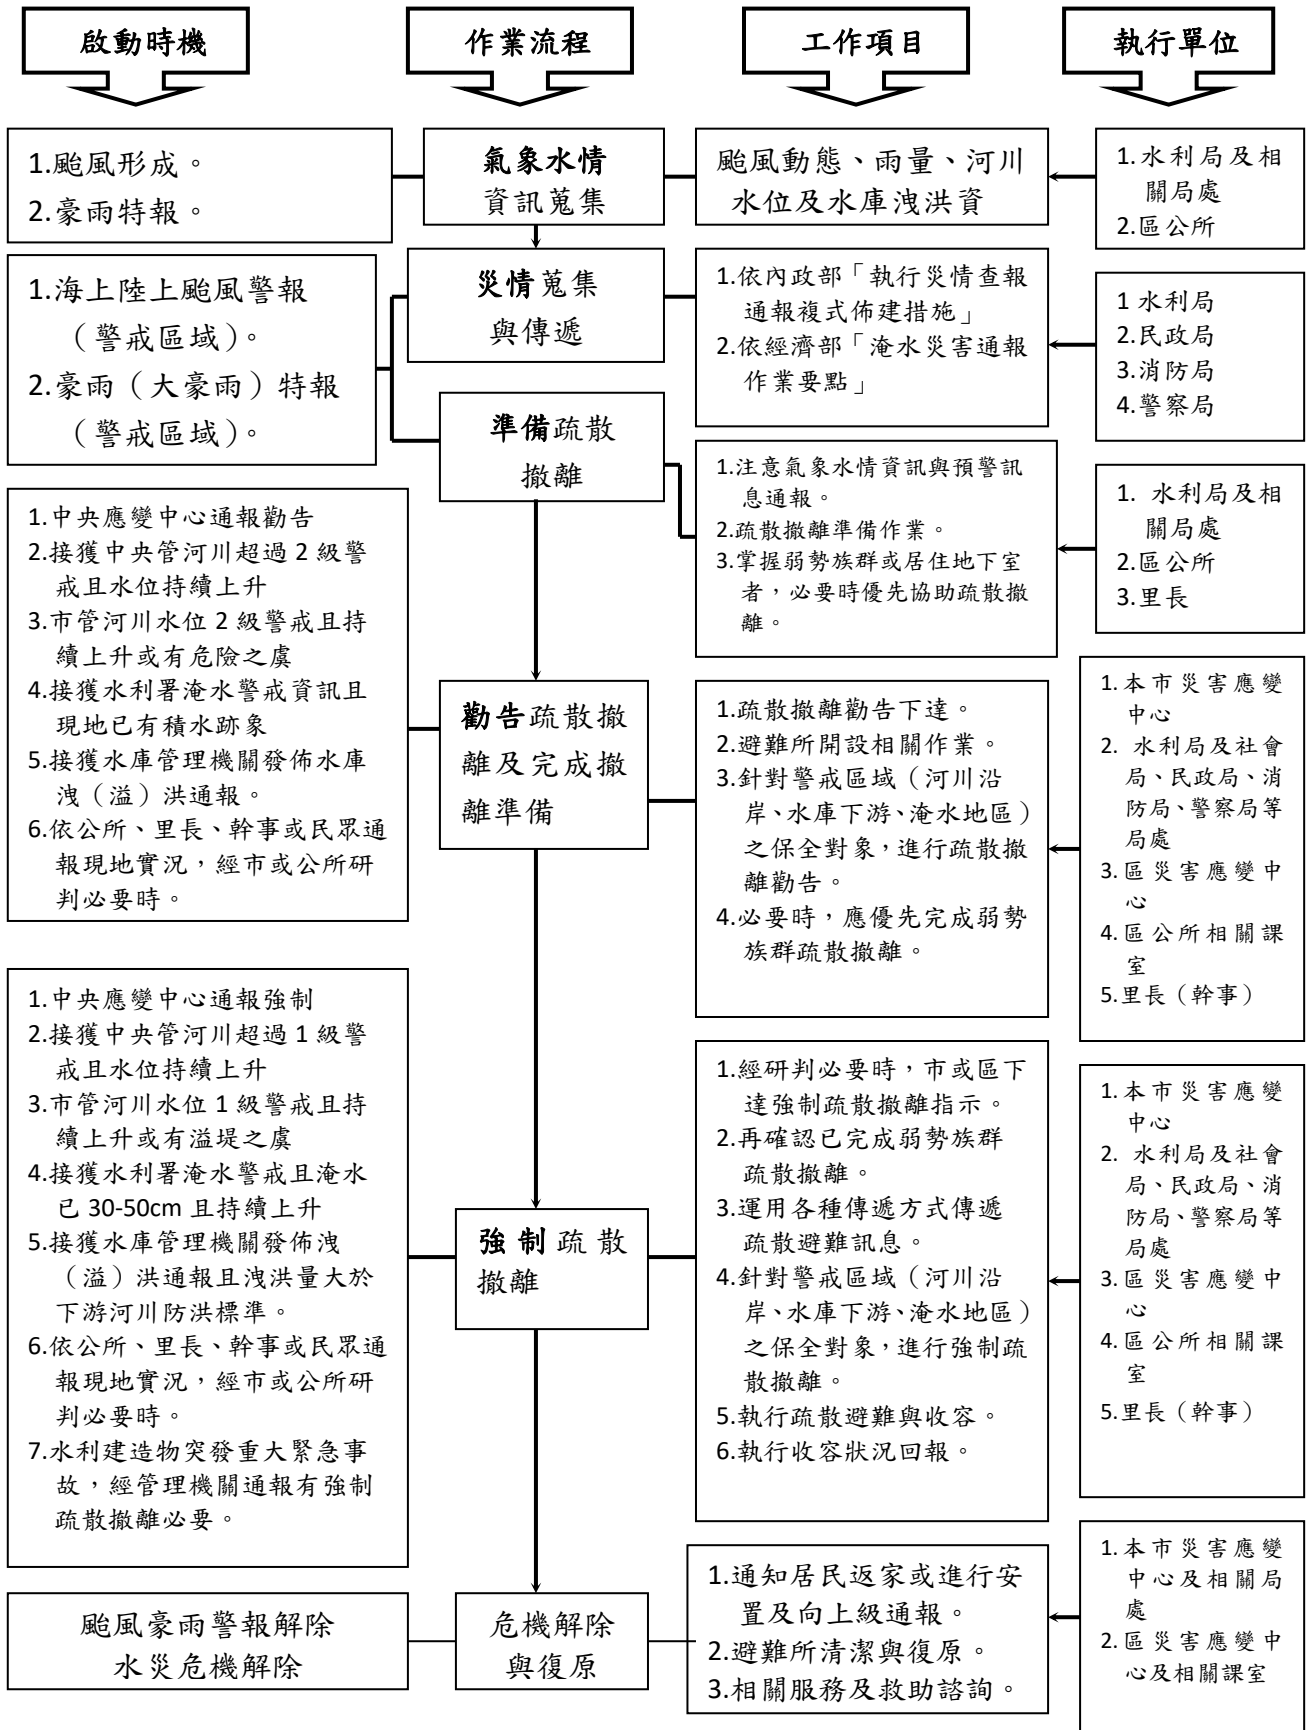 啟動時機
作業流程
工作項目
執行單位
1.颱風形成。
2.豪雨特報。
氣象水情
資訊蒐集
颱風動態、雨量、河川
水位及水庫洩洪資
1.水利局及相
關局處
2.區公所
1.海上陸上颱風警報
（警戒區域）。
2.豪雨（大豪雨）特報
（警戒區域）。
災情蒐集
與傳遞
1.依內政部「執行災情查報
通報複式佈建措施」
2.依經濟部「淹水災害通報
作業要點」
1 水利局
2.民政局
3.消防局
4.警察局
準備疏散
撤離
1.注意氣象水情資訊與預警訊
息通報。
2.疏散撤離準備作業。
3.掌握弱勢族群或居住地下室
者，必要時優先協助疏散撤
離。
1. 水利局及相
關局處
2.區公所
3.里長
1.中央應變中心通報勸告
2.接獲中央管河川超過 2 級警
戒且水位持續上升
3.市管河川水位 2 級警戒且持
續上升或有危險之虞
4.接獲水利署淹水警戒資訊且
現地已有積水跡象
5.接獲水庫管理機關發佈水庫
洩（溢）洪通報。
6.依公所、里長、幹事或民眾通
報現地實況，經市或公所研
判必要時。
勸告疏散撤
離及完成撤
離準備
1.疏散撤離勸告下達。
2.避難所開設相關作業。
3.針對警戒區域（河川沿
岸、水庫下游、淹水地區）
之保全對象，進行疏散撤
離勸告。
4.必要時，應優先完成弱勢
族群疏散撤離。
1.本市災害應變
中心
2. 水利局及社會
局、民政局、消
防局、警察局等
局處
3.區災害應變中
心
4.區公所相關課
室
5.里長（幹事）
1.中央應變中心通報強制
2.接獲中央管河川超過 1 級警
戒且水位持續上升
3.市管河川水位 1 級警戒且持
續上升或有溢堤之虞
4.接獲水利署淹水警戒且淹水
已 30-50cm 且持續上升
5.接獲水庫管理機關發佈洩
（溢）洪通報且洩洪量大於
下游河川防洪標準。
6.依公所、里長、幹事或民眾通
報現地實況，經市或公所研
判必要時。
7.水利建造物突發重大緊急事
故，經管理機關通報有強制
疏散撤離必要。
強制疏散
撤離
1.經研判必要時，市或區下
達強制疏散撤離指示。
2.再確認已完成弱勢族群
疏散撤離。
3.運用各種傳遞方式傳遞
疏散避難訊息。
4.針對警戒區域（河川沿
岸、水庫下游、淹水地區）
之保全對象，進行強制疏
散撤離。
5.執行疏散避難與收容。
6.執行收容狀況回報。
1.本市災害應變
中心
2. 水利局及社會
局、民政局、消
防局、警察局等
局處
3.區災害應變中
心
4.區公所相關課
室
5.里長（幹事）
颱風豪雨警報解除
水災危機解除
危機解除
與復原
1.通知居民返家或進行安
置及向上級通報。
2.避難所清潔與復原。
3.相關服務及救助諮詢。
1.本市災害應變
中心及相關局
處
2.區災害應變中
心及相關課室